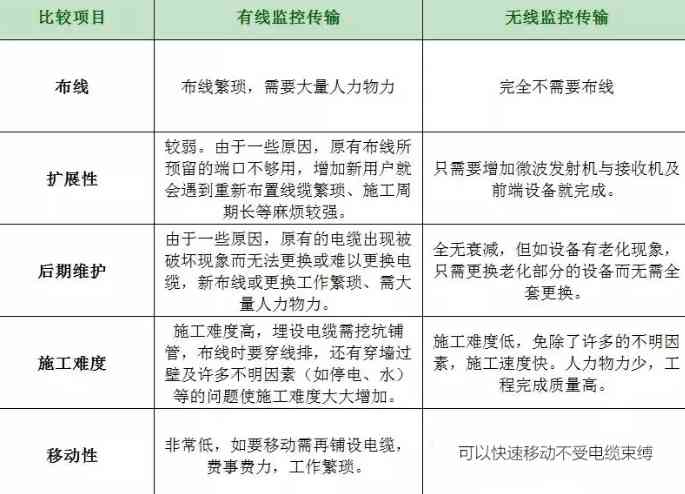 比较项目
有线监控传输
无线监控传输
布线
布线繁琐，需要大量人力物力
完全不需要布线
扩展性
较弱。由于一些原因，原有布线所
预留的端口不够用，增加新用户就
会遇到重新布置线缆繁琐、施工周
期长等麻烦较强。
只需要增加微波发射机与接收机及
前端设备就完成。
后期维护
由于一些原因，原有的电缆出现被
破坏现象而无法更换或难以更换电
缆，新布线或更换工作繁琐、需大
量人力物力。
全无衰减，但如设备有老化现象，
只需更换老化部分的设备而无需全
套更换。
施工难度
施工难度高，埋设电缆需挖坑铺
管，布线时要穿线排，还有穿墙过
壁及许多不明因素（如停电、水）
等的问题使施工难度大大增加。
施工难度低，免除了许多的不明因
素，施工速度快。人力物力少，工
程完成质量高。
移动性
非常低，如要移动需再铺设电缆，
费事费力，工作繁琐。
可以快速移动不受电缆束缚